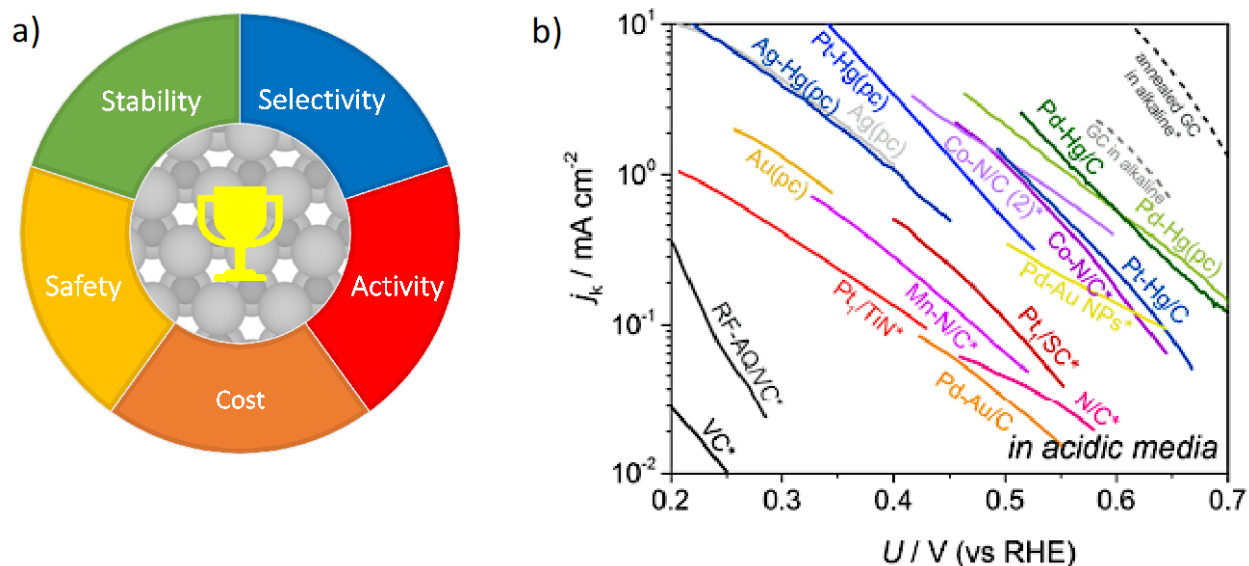 a)
Stability
Selectivity
Safety
Activity
Cost
b)
10¹
10⁰
10⁻¹
10⁻²
jₖ / mA cm⁻²
Ag-Hg(pc)
Ag(pc)
Pt-Hg(pc)
annealed GC
in alkaline*
GC in alkaline
Pd-Hg/C
Pd-Hg(pc)
Co-N/C (2)*
Co-N/C*
Pt-Hg/C
Au(pc)
Pd-Au NPs*
Mn-N/C*
Pt₁/TiN*
Pt₁/SC*
RF-AQ/VC*
N/C*
Pd-Au/C
VC*
in acidic media
0.2 0.3 0.4 0.5 0.6 0.7
U / V (vs RHE)